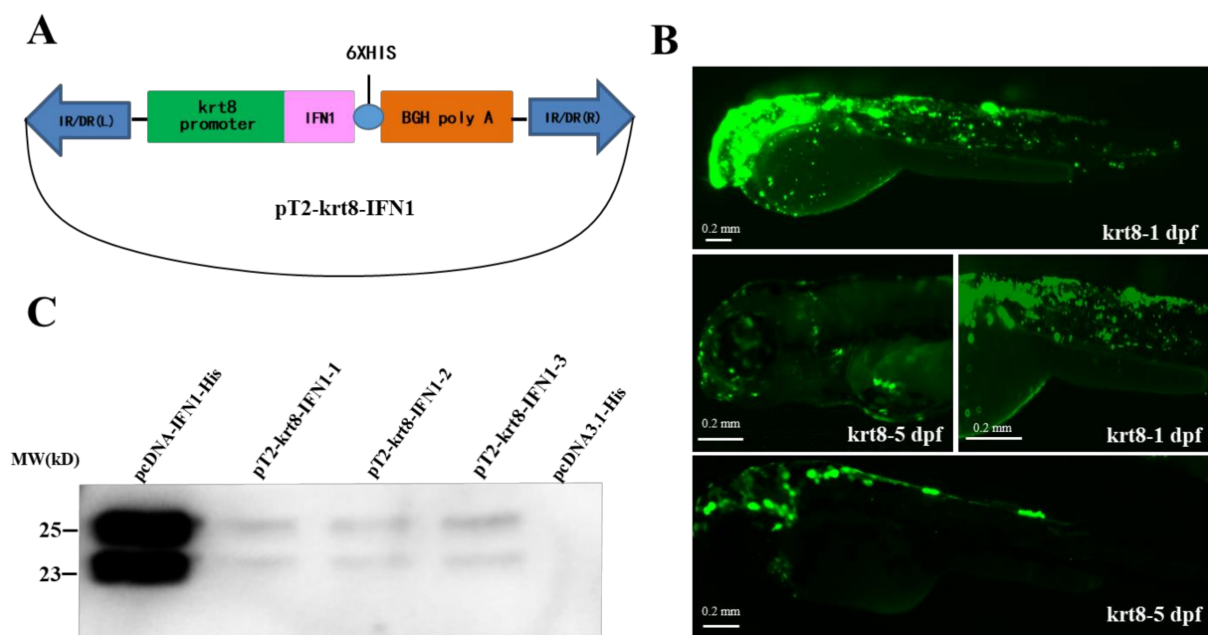 A
6XHIS
IR/DR(L)
krt8
promoter
IFN1
BGH poly A
IR/DR(R)
pT2-krt8-IFN1
B
0.2 mm
krt8-1 dpf
0.2 mm
krt8-5 dpf
0.2 mm
krt8-1 dpf
0.2 mm
krt8-5 dpf
C
MW(kD)
pcDNA-IFN1-His
pT2-krt8-IFN1-1
pT2-krt8-IFN1-2
pT2-krt8-IFN1-3
pcDNA3.1-His
25
23